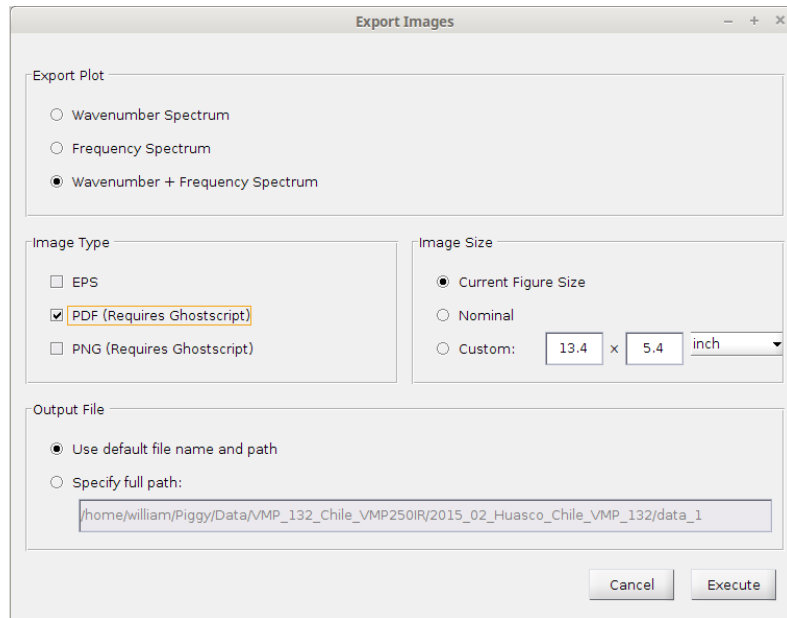 Export Images
Export Plot
Wavenumber Spectrum
Frequency Spectrum
Wavenumber + Frequency Spectrum
Image Type
EPS
PDF (Requires Ghostscript)
PNG (Requires Ghostscript)
Image Size
Current Figure Size
Nominal
Custom: 13.4 x 5.4 inch
Output File
Use default file name and path
Specify full path:
/home/william/Piggy/Data/VMP_132_Chile_VMP250IR/2015_02_Huasco_Chile_VMP_132/data_1
Cancel Execute